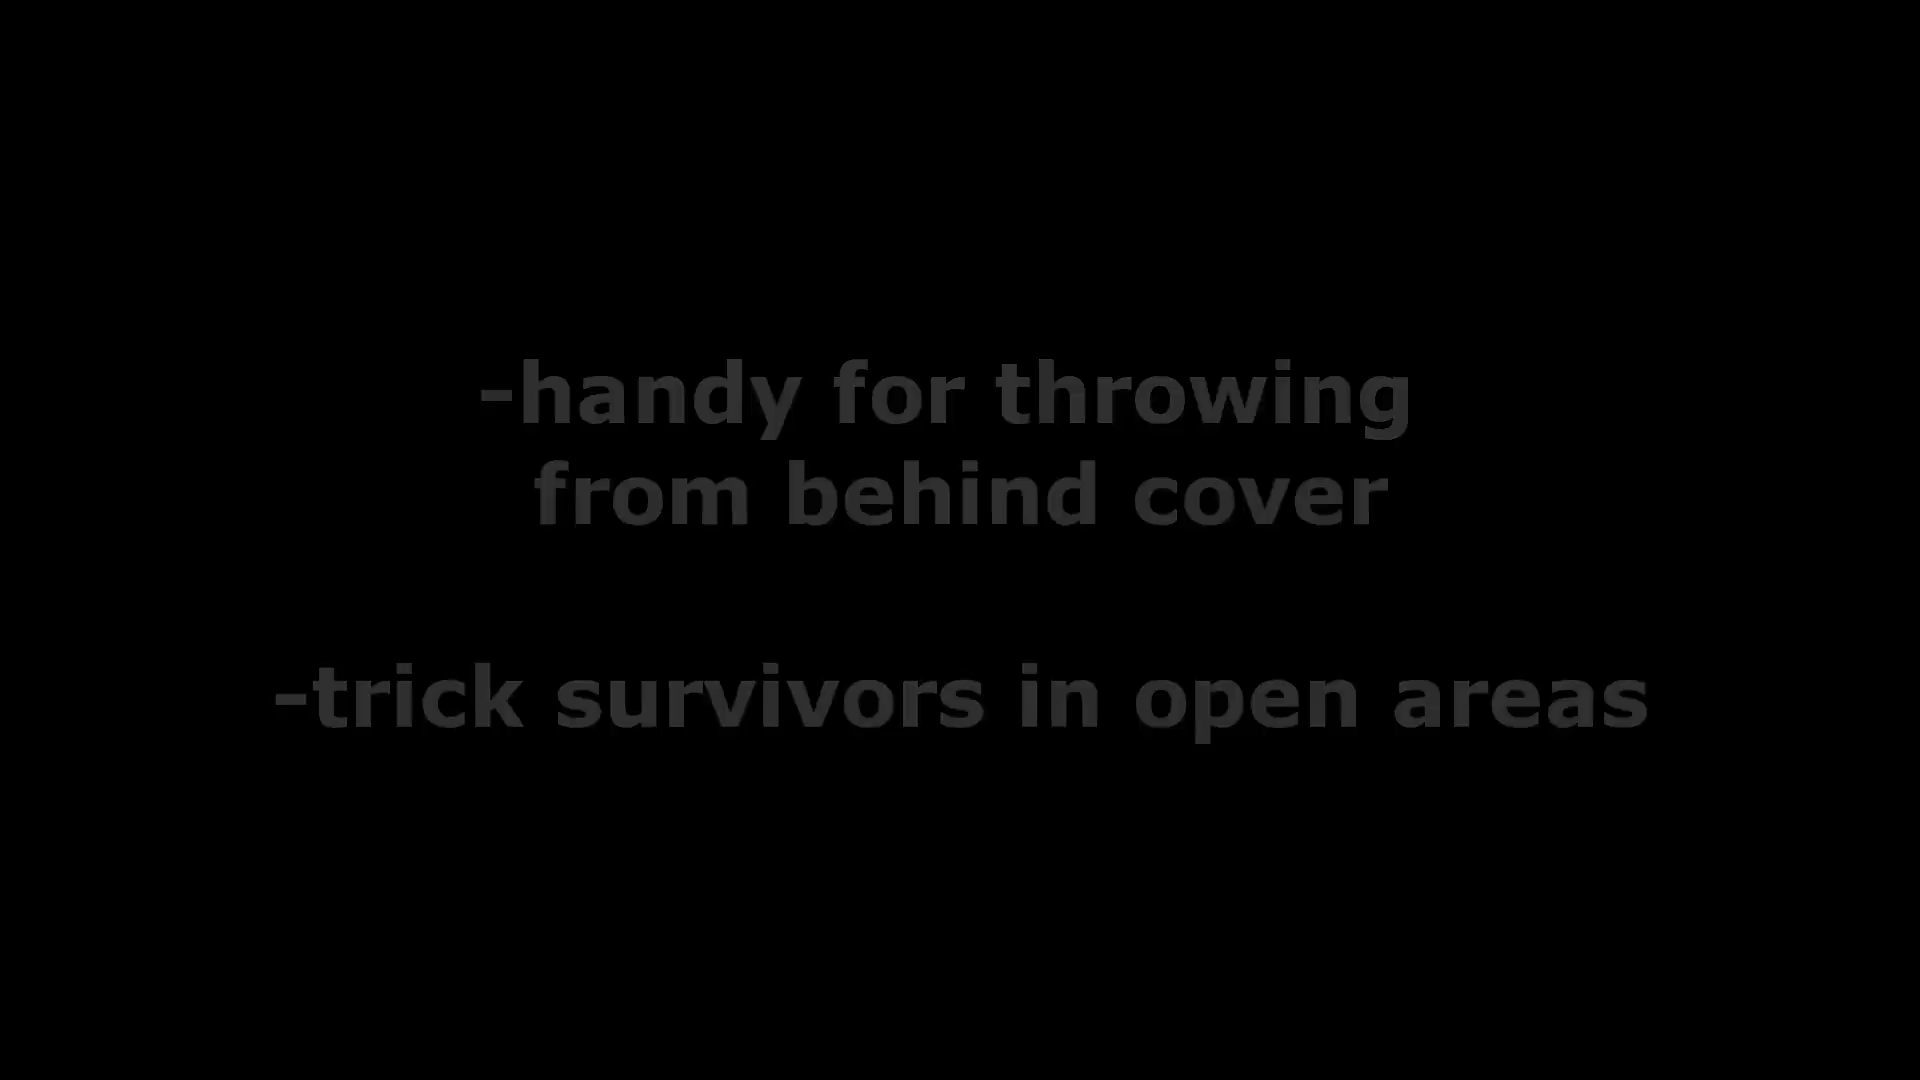 -handy for throwing
from behind cover
-trick survivors in open areas